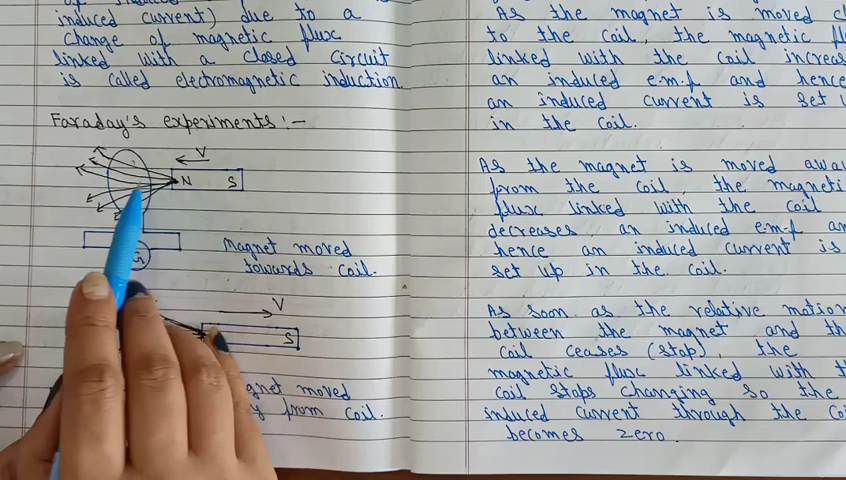 induced current) due to a
change of magnetic flux
linked with a closed circuit
is called electromagnetic induction.
Faraday's experiments :-
V
N S
Magnet moved
towards coil.
V
S
moved
from coil.
As the magnet is moved
to the coil, the magnetic
linked with the coil
an induced e.m.f and hence
an induced current is set
in the coil.
As the magnet is moved
from the coil, the
flux linked with the coil
decreases an induced e.m.f
hence an induced current is
set up in the coil.
As soon as the relative motion
between the magnet and
coil ceases (stop), the
magnetic flux linked with
coil stops changing so the
induced current through the
becomes zero.